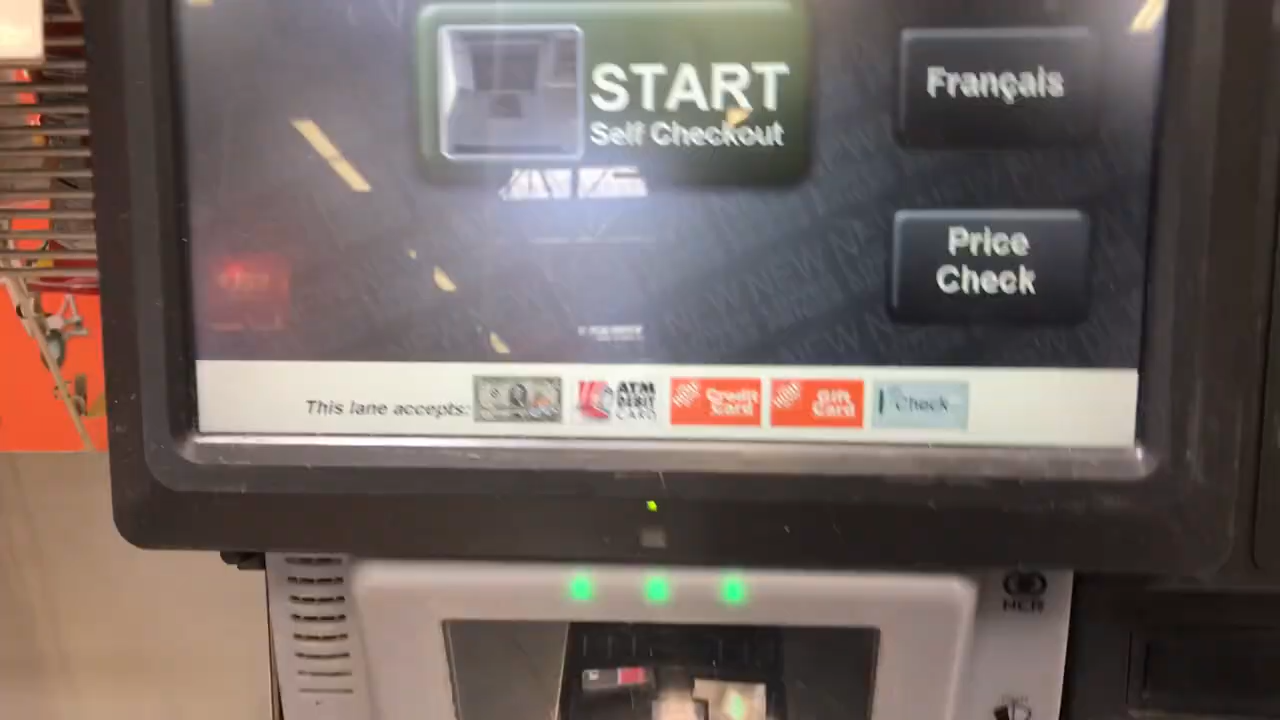 START
Self Checkout
Français
Price
Check
This lane accepts:
ATM
DEBIT
CARD
Credit
Card
Gift
Card
Check
NCR